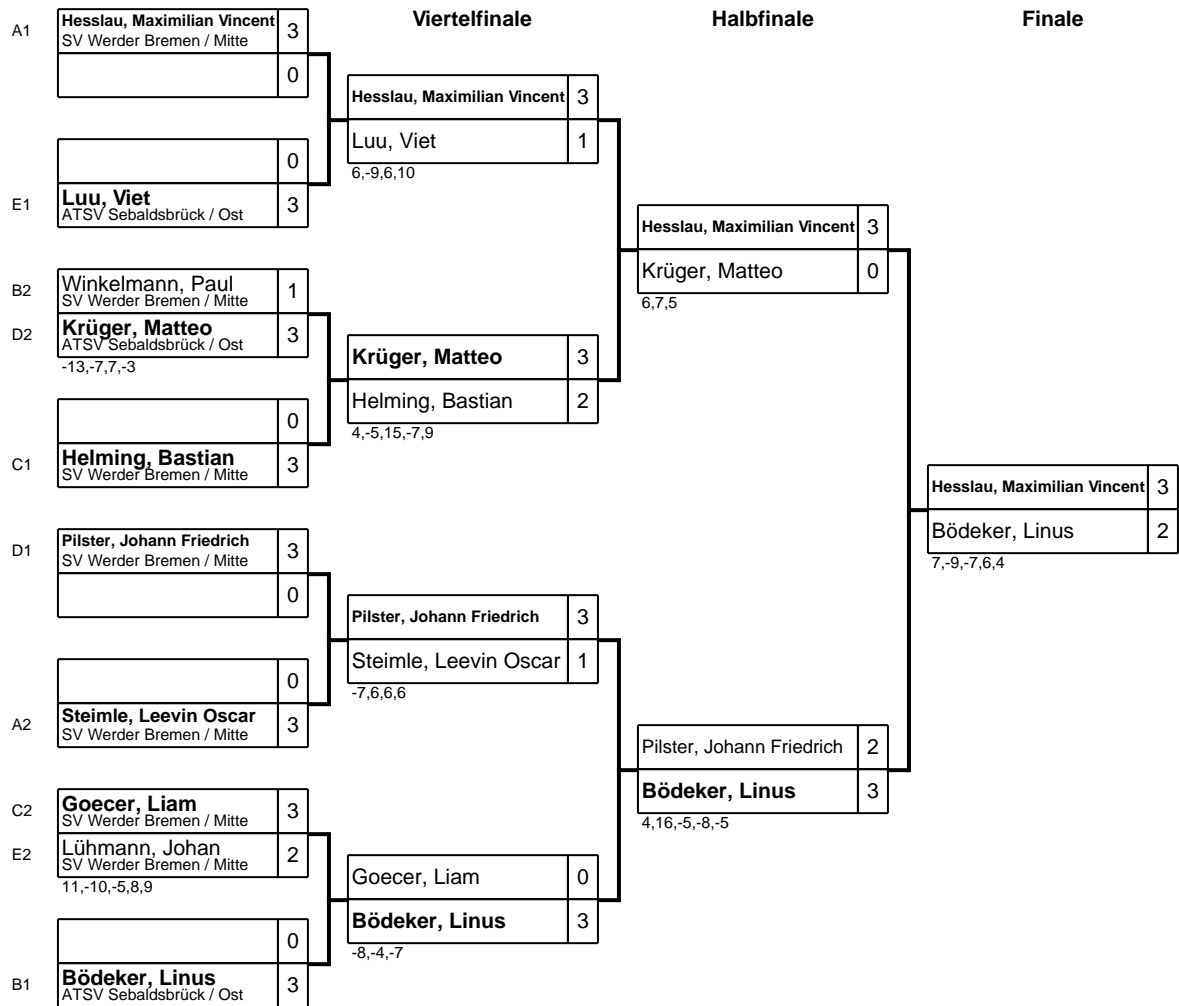 Viertelfinale
Halbfinale
Finale
A1
Hesslau, Maximilian Vincent 3
SV Werder Bremen / Mitte
0
0
E1
Luu, Viet 3
ATSV Sebaldsbrück / Ost
B2
Winkelmann, Paul 1
SV Werder Bremen / Mitte
D2
Krüger, Matteo 3
ATSV Sebaldsbrück / Ost
-13,-7,7,-3
0
C1
Helming, Bastian 3
SV Werder Bremen / Mitte
D1
Pilster, Johann Friedrich 3
SV Werder Bremen / Mitte
0
0
A2
Steimle, Leevin Oscar 3
SV Werder Bremen / Mitte
C2
Goecer, Liam 3
SV Werder Bremen / Mitte
E2
Lühmann, Johan 2
SV Werder Bremen / Mitte
11,-10,-5,8,9
0
B1
Bödeker, Linus 3
ATSV Sebaldsbrück / Ost
Hesslau, Maximilian Vincent 3
Luu, Viet 1
6,-9,6,10
Krüger, Matteo 3
Helming, Bastian 2
4,-5,15,-7,9
Pilster, Johann Friedrich 3
Steimle, Leevin Oscar 1
-7,6,6,6
Goecer, Liam 0
Bödeker, Linus 3
-8,-4,-7
Hesslau, Maximilian Vincent 3
Krüger, Matteo 0
6,7,5
Pilster, Johann Friedrich 2
Bödeker, Linus 3
4,16,-5,-8,-5
Hesslau, Maximilian Vincent 3
Bödeker, Linus 2
7,-9,-7,6,4